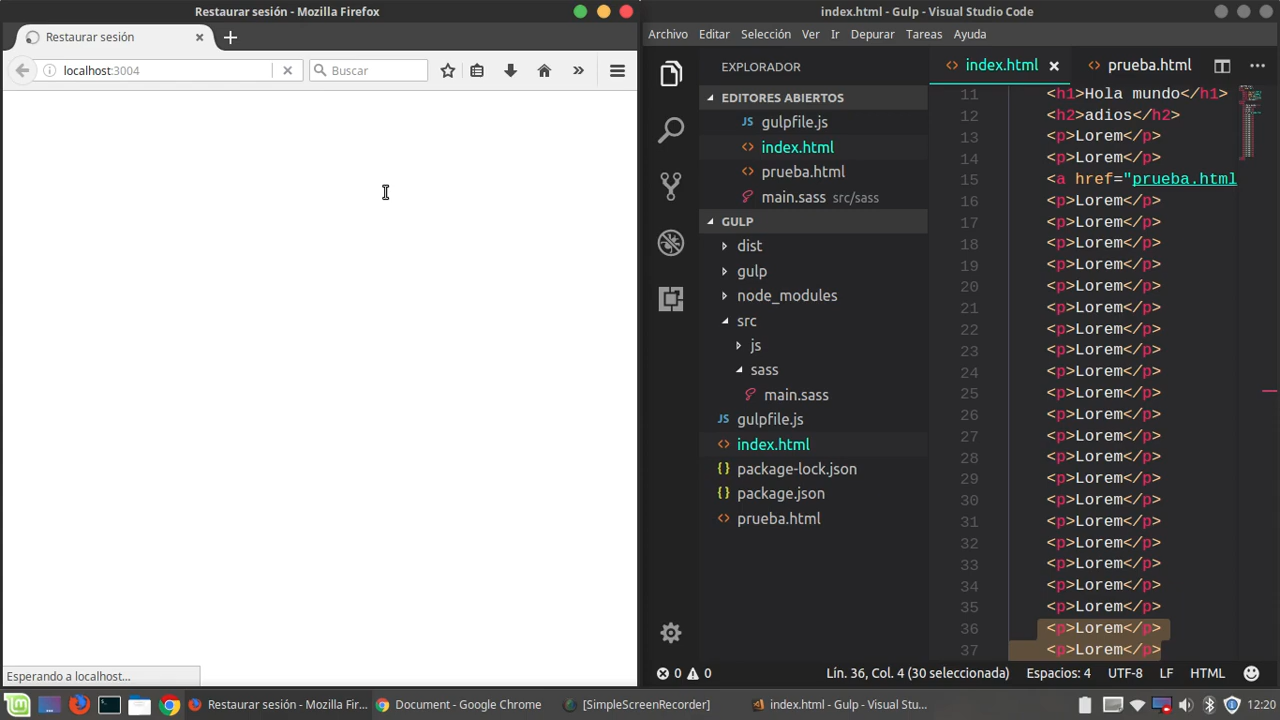 Restaurar sesión - Mozilla Firefox
Restaurar sesión
localhost:3004
Buscar
Esperando a localhost...
index.html - Gulp - Visual Studio Code
Archivo Editar Selección Ver Ir Depurar Tareas Ayuda
EXPLORADOR
EDITORES ABIERTOS
JS gulpfile.js
<> index.html
<> prueba.html
main.sass src/sass
GULP
dist
gulp
node_modules
src
js
sass
main.sass
JS gulpfile.js
<> index.html
{} package-lock.json
{} package.json
<> prueba.html
<> index.html <> prueba.html
11 <h1>Hola mundo</h1>
12 <h2>adios</h2>
13 <p>Lorem</p>
14 <p>Lorem</p>
15 <a href="prueba.html
16 <p>Lorem</p>
17 <p>Lorem</p>
18 <p>Lorem</p>
19 <p>Lorem</p>
20 <p>Lorem</p>
21 <p>Lorem</p>
22 <p>Lorem</p>
23 <p>Lorem</p>
24 <p>Lorem</p>
25 <p>Lorem</p>
26 <p>Lorem</p>
27 <p>Lorem</p>
28 <p>Lorem</p>
29 <p>Lorem</p>
30 <p>Lorem</p>
31 <p>Lorem</p>
32 <p>Lorem</p>
33 <p>Lorem</p>
34 <p>Lorem</p>
35 <p>Lorem</p>
36 <p>Lorem</p>
37 <p>Lorem</p>
0 0 Lín. 36, Col. 4 (30 seleccionada) Espacios: 4 UTF-8 LF HTML
Restaurar sesión - Mozilla Fir... Document - Google Chrome [SimpleScreenRecorder] index.html - Gulp - Visual Stu... 12:20